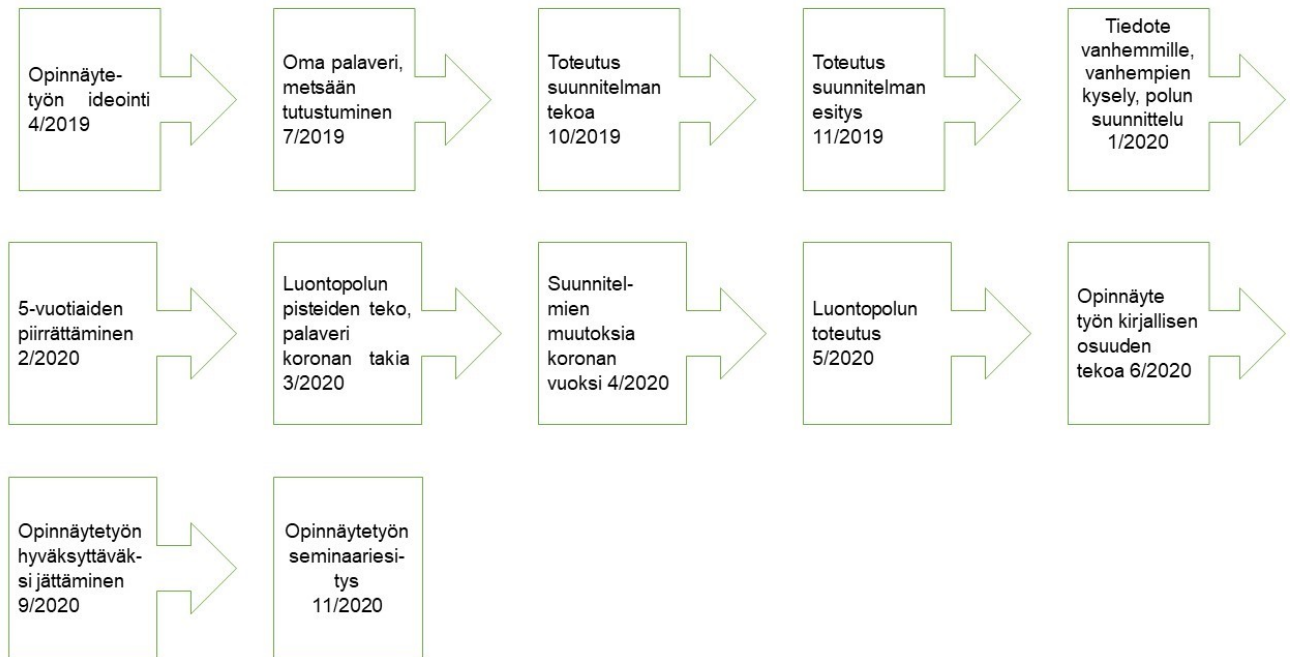 Opinnäyte-
työn ideointi
4/2019
Oma palaveri,
metsään
tutustuminen
7/2019
Toteutus
suunnitelman
tekoa
10/2019
Toteutus
suunnitelman
esitys
11/2019
Tiedote
vanhemmille,
vanhempien
kysely, polun
suunnittelu
1/2020
5-vuotiaiden
piirrättäminen
2/2020
Luontopolun
pisteiden teko,
palaveri
koronan takia
3/2020
Suunnitel-
mien
muutoksia
koronan
vuoksi 4/2020
Luontopolun
toteutus
5/2020
Opinnäyte
työn kirjallisen
osuuden
tekoa 6/2020
Opinnäytetyön
hyväksyttäväk-
si jättäminen
9/2020
Opinnäytetyön
seminaariesi-
tys
11/2020